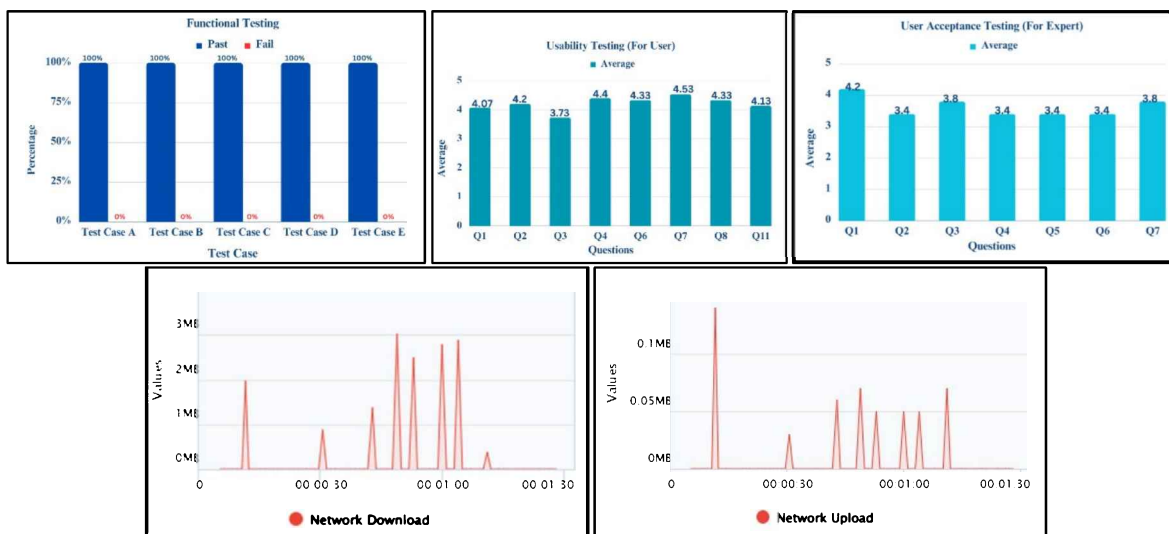 Functional Testing
Past Fail
100% 100% 100% 100% 100%
100%
75%
50%
25%
0%
0% 0% 0% 0% 0%
Percentage
Test Case A Test Case B Test Case C Test Case D Test Case E
Test Case
Usability Testing (For User)
Average
5
4
3
2
1
0
Average
4.07 4.2 3.73 4.4 4.33 4.53 4.33 4.13
Q1 Q2 Q3 Q4 Q6 Q7 Q8 Q11
Questions
User Acceptance Testing (For Expert)
Average
5
4
3
2
1
0
Average
4.2 3.4 3.8 3.4 3.4 3.4 3.8
Q1 Q2 Q3 Q4 Q5 Q6 Q7
Questions
3MB
2MB
1MB
0MB
Values
0 00 00 30 00 01 00 00 01 30
Network Download
0.1MB
0.05MB
0MB
Values
0 00 00 30 00 01 00 00 01 30
Network Upload